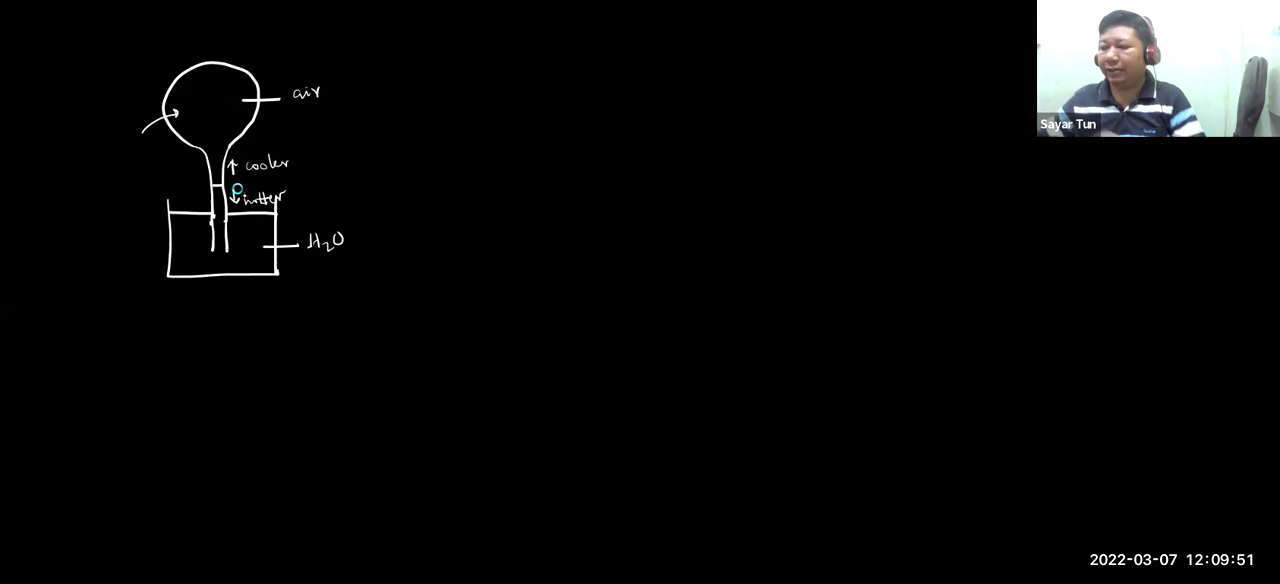 air
↑ cooler
↓ hotter
H₂O
Sayar Tun
2022-03-07 12:09:51